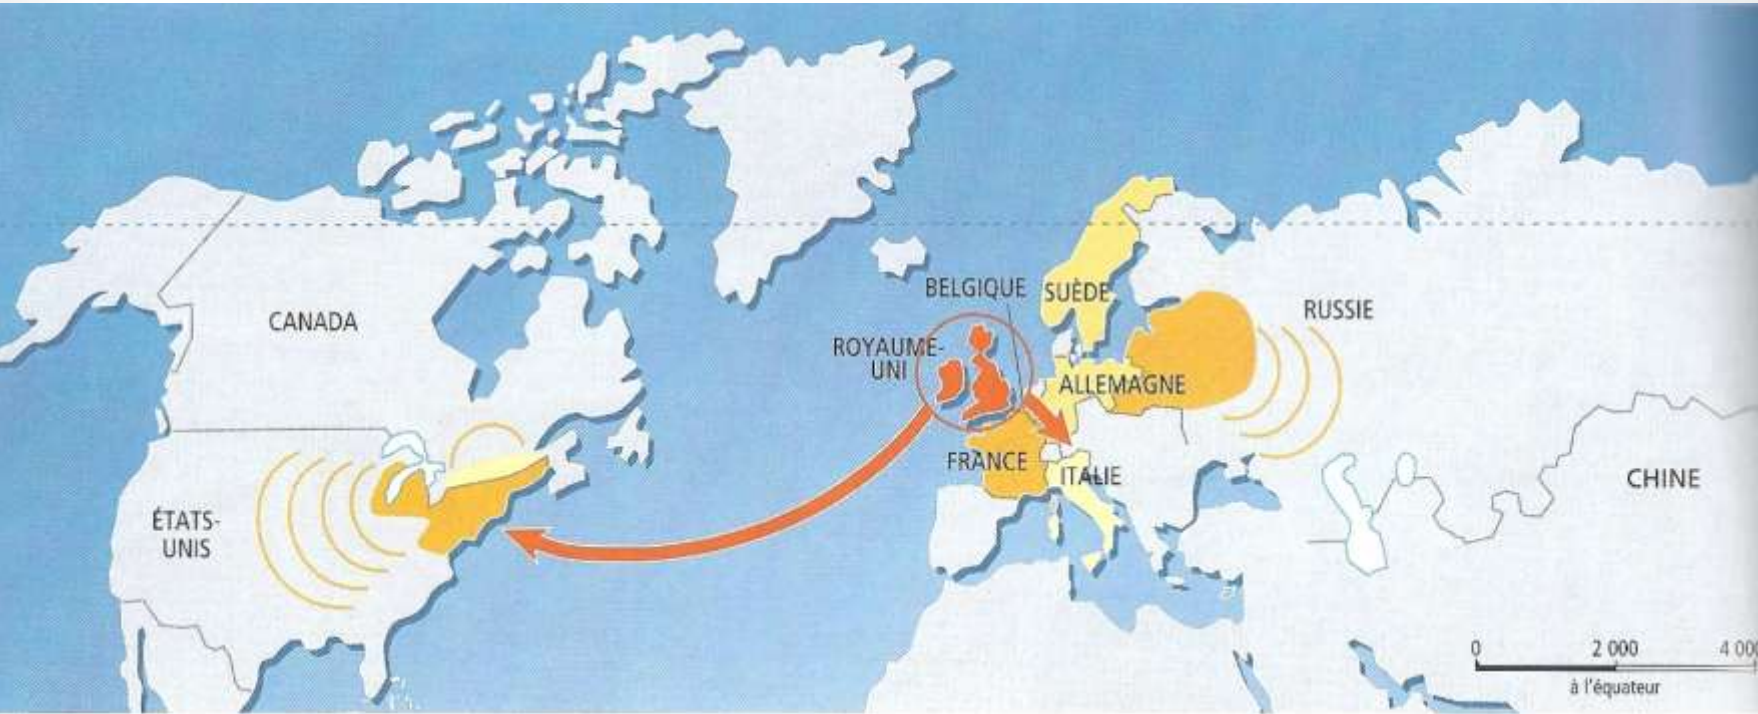 BELGIQUE
SUÈDE
RUSSIE
CANADA
ROYAUME-
UNI
ALLEMAGNE
FRANCE
ITALIE
CHINE
ÉTATS-
UNIS
0 2 000 4 000
à l'équateur